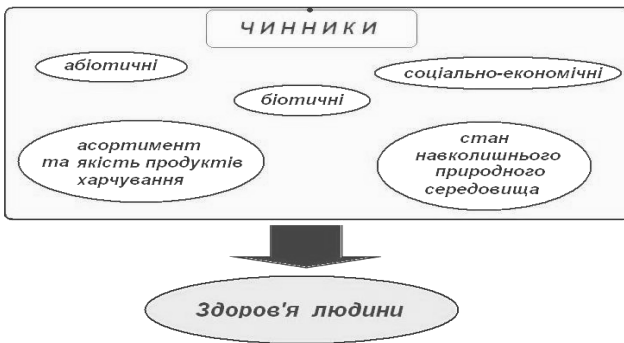 ЧИННИКИ
абіотичні
соціально-економічні
біотичні
асортимент
та якість продуктів
харчування
стан
навколишнього
природного
середовища
Здоров'я людини